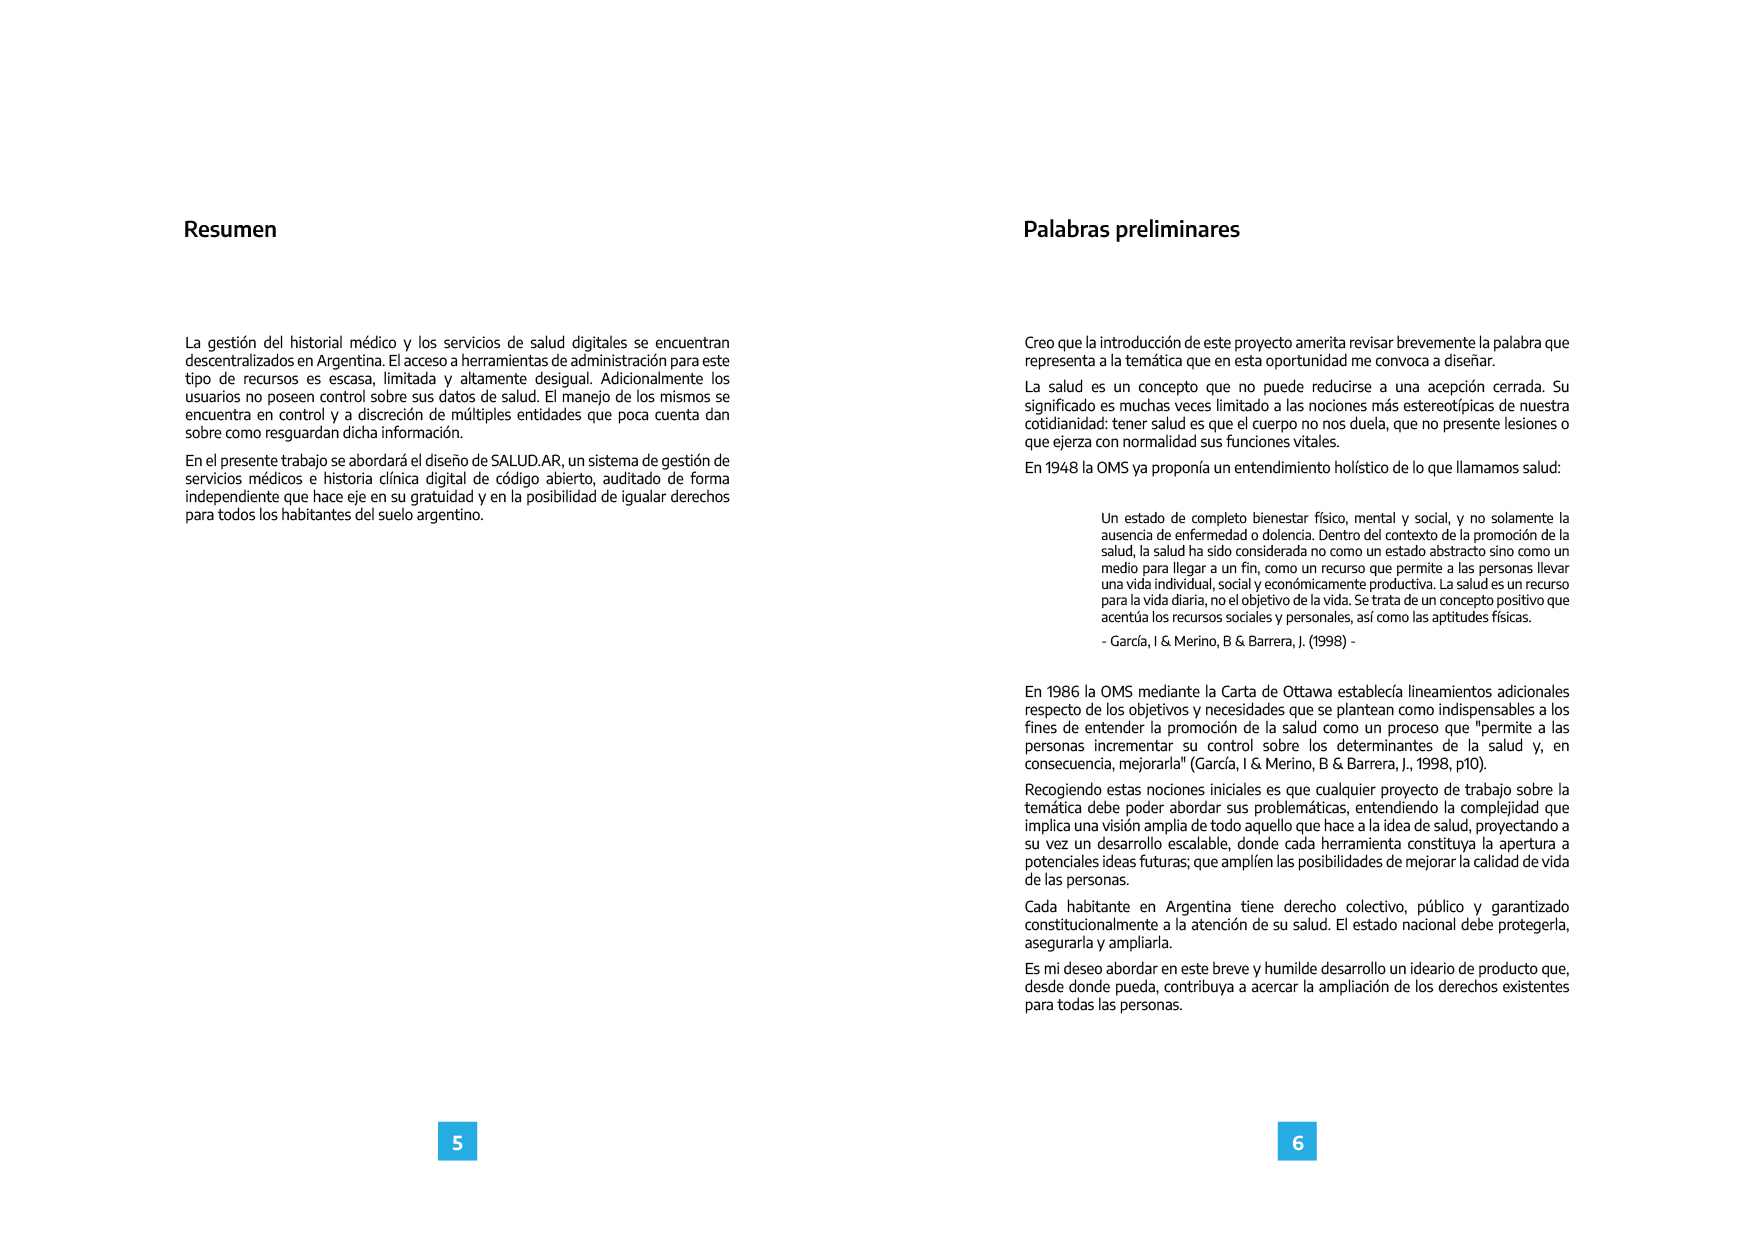 Resumen
La gestión del historial médico y los servicios de salud digitales se encuentran
descentralizados en Argentina. El acceso a herramientas de administración para este
tipo de recursos es escasa, limitada y altamente desigual. Adicionalmente los
usuarios no poseen control sobre sus datos de salud. El manejo de los mismos se
encuentra en control y a discreción de múltiples entidades que poca cuenta dan
sobre como resguardan dicha información.
En el presente trabajo se abordará el diseño de SALUD.AR, un sistema de gestión de
servicios médicos e historia clínica digital de código abierto, auditado de forma
independiente que hace eje en su gratuidad y en la posibilidad de igualar derechos
para todos los habitantes del suelo argentino.
5
Palabras preliminares
Creo que la introducción de este proyecto amerita revisar brevemente la palabra que
representa a la temática que en esta oportunidad me convoca a diseñar.
La salud es un concepto que no puede reducirse a una acepción cerrada. Su
significado es muchas veces limitado a las nociones más estereotípicas de nuestra
cotidianidad: tener salud es que el cuerpo no nos duela, que no presente lesiones o
que ejerza con normalidad sus funciones vitales.
En 1948 la OMS ya proponía un entendimiento holístico de lo que llamamos salud:
Un estado de completo bienestar físico, mental y social, y no solamente la
ausencia de enfermedad o dolencia. Dentro del contexto de la promoción de la
salud, la salud ha sido considerada no como un estado abstracto sino como un
medio para llegar a un fin, como un recurso que permite a las personas llevar
una vida individual, social y económicamente productiva. La salud es un recurso
para la vida diaria, no el objetivo de la vida. Se trata de un concepto positivo que
acentúa los recursos sociales y personales, así como las aptitudes físicas.
- García, I & Merino, B & Barrera, J. (1998) -
En 1986 la OMS mediante la Carta de Ottawa establecía lineamientos adicionales
respecto de los objetivos y necesidades que se plantean como indispensables a los
fines de entender la promoción de la salud como un proceso que "permite a las
personas incrementar su control sobre los determinantes de la salud y, en
consecuencia, mejorarla" (García, I & Merino, B & Barrera, J., 1998, p10).
Recogiendo estas nociones iniciales es que cualquier proyecto de trabajo sobre la
temática debe poder abordar sus problemáticas, entendiendo la complejidad que
implica una visión amplia de todo aquello que hace a la idea de salud, proyectando a
su vez un desarrollo escalable, donde cada herramienta constituya la apertura a
potenciales ideas futuras; que amplíen las posibilidades de mejorar la calidad de vida
de las personas.
Cada habitante en Argentina tiene derecho colectivo, público y garantizado
constitucionalmente a la atención de su salud. El estado nacional debe protegerla,
asegurarla y ampliarla.
Es mi deseo abordar en este breve y humilde desarrollo un ideario de producto que,
desde donde pueda, contribuya a acercar la ampliación de los derechos existentes
para todas las personas.
6